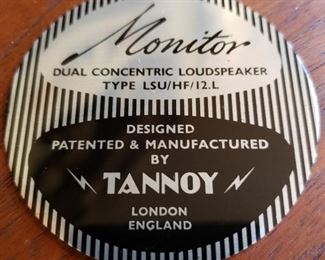 Monitor
DUAL CONCENTRIC LOUDSPEAKER
TYPE LSU/HF/12.L
DESIGNED
PATENTED & MANUFACTURED
BY
TANNOY
LONDON
ENGLAND